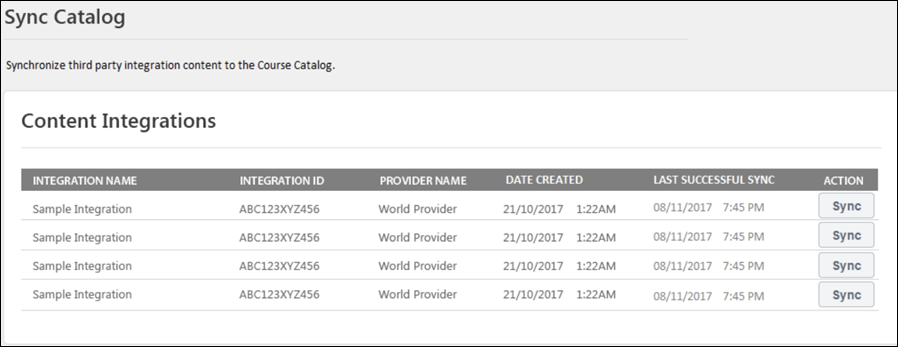 Sync Catalog
Synchronize third party integration content to the Course Catalog.
Content Integrations
INTEGRATION NAME INTEGRATION ID PROVIDER NAME DATE CREATED LAST SUCCESSFUL SYNC ACTION
Sample Integration ABC123XYZ456 World Provider 21/10/2017 1:22AM 08/11/2017 7:45 PM Sync
Sample Integration ABC123XYZ456 World Provider 21/10/2017 1:22AM 08/11/2017 7:45 PM Sync
Sample Integration ABC123XYZ456 World Provider 21/10/2017 1:22AM 08/11/2017 7:45 PM Sync
Sample Integration ABC123XYZ456 World Provider 21/10/2017 1:22AM 08/11/2017 7:45 PM Sync